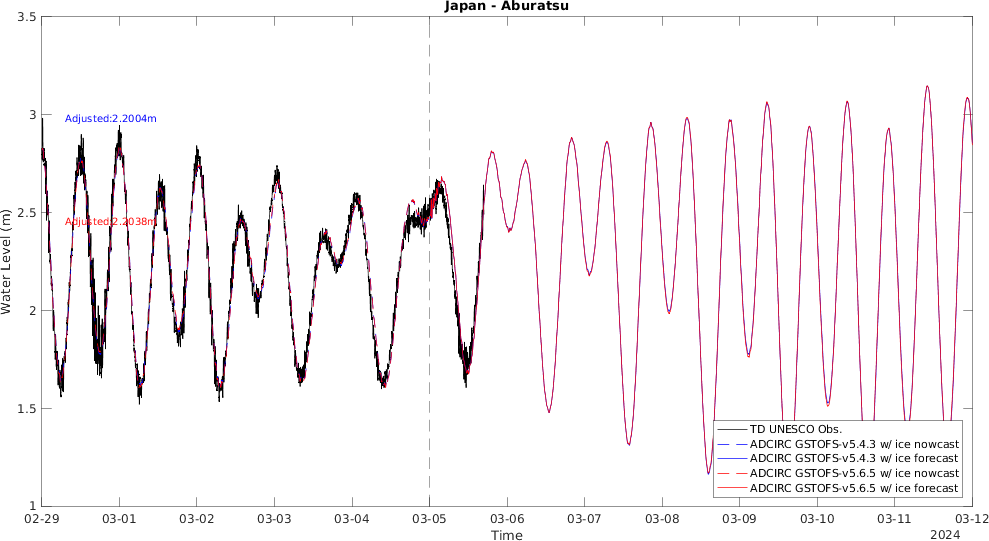 Japan - Aburatsu
3.5
3
2.5
2
1.5
1
Water Level (m)
Adjusted:2.2004m
Adjusted:2.2038m
TD UNESCO Obs.
ADCIRC GSTOFS-v5.4.3 w/ ice nowcast
ADCIRC GSTOFS-v5.4.3 w/ ice forecast
ADCIRC GSTOFS-v5.6.5 w/ ice nowcast
ADCIRC GSTOFS-v5.6.5 w/ ice forecast
02-29 03-01 03-02 03-03 03-04 03-05 03-06 03-07 03-08 03-09 03-10 03-11 03-12
Time
2024